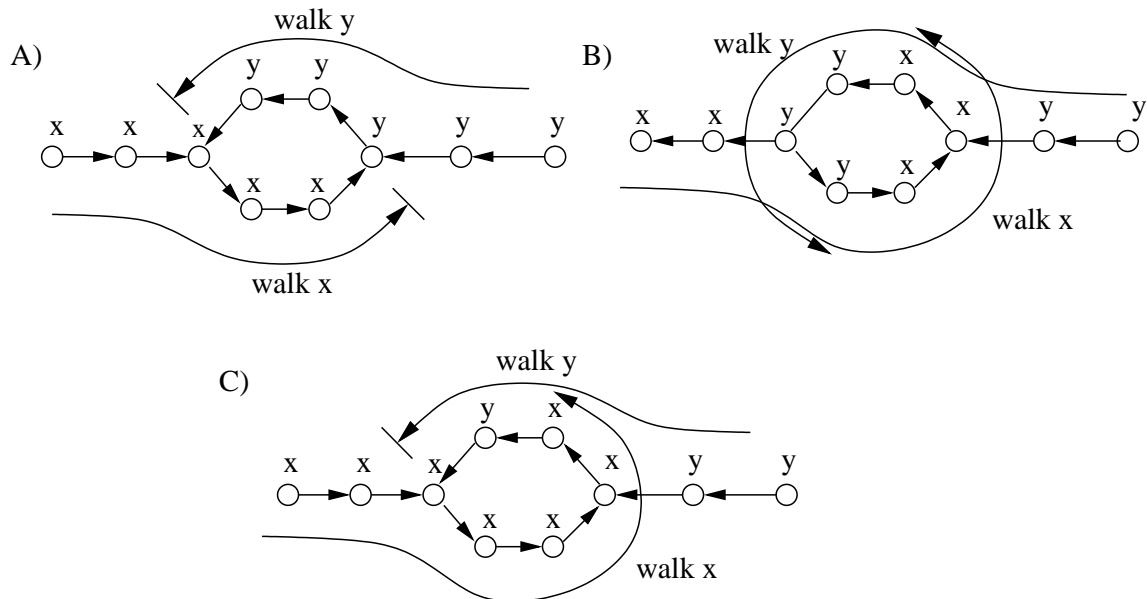 walk y
A)
y y
x x x y y y
x x
walk x
B)
walk y
y x
x x y x y y
y x
walk x
C)
walk y
y x
x x x x y y
x x
walk x